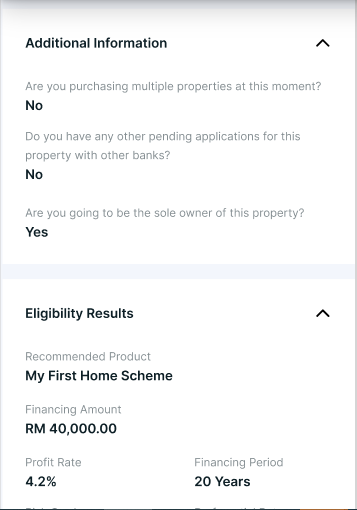 Additional Information
Are you purchasing multiple properties at this moment?
No
Do you have any other pending applications for this
property with other banks?
No
Are you going to be the sole owner of this property?
Yes
Eligibility Results
Recommended Product
My First Home Scheme
Financing Amount
RM 40,000.00
Profit Rate
Financing Period
4.2%
20 Years